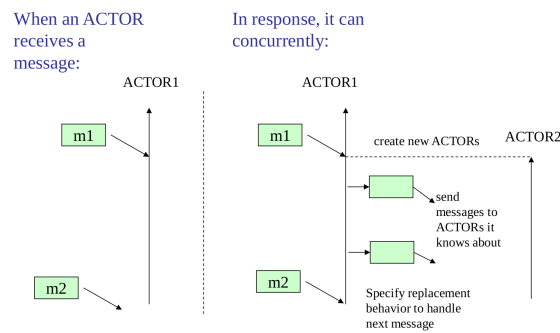 When an ACTOR
receives a
message:
ACTOR1
m1
m2
In response, it can
concurrently:
ACTOR1
m1
create new ACTORs
ACTOR2
send
messages to
ACTORs it
knows about
m2
Specify replacement
behavior to handle
next message